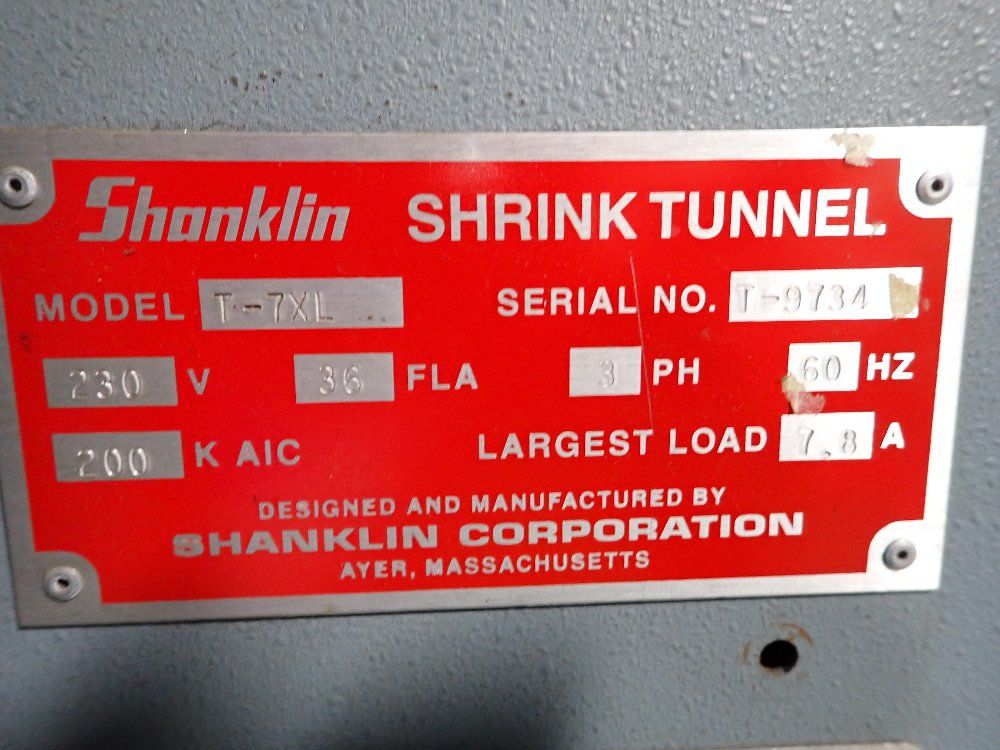 Shanklin SHRINK TUNNEL
MODEL T-7XL SERIAL NO. T-9734
230 V 36 FLA 3 PH 60 HZ
200 K AIC LARGEST LOAD 7.8 A
DESIGNED AND MANUFACTURED BY
SHANKLIN CORPORATION
AYER, MASSACHUSETTS